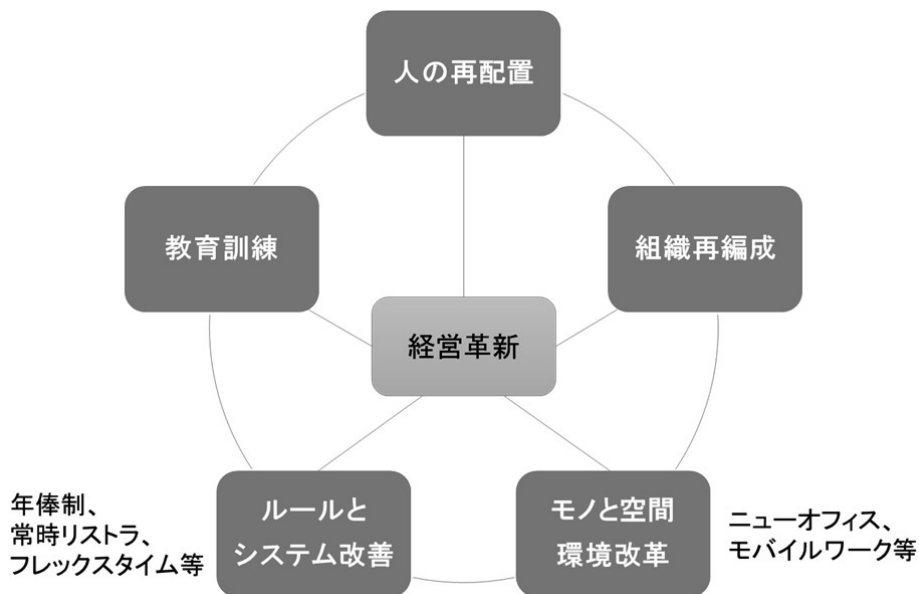 人の再配置
教育訓練
組織再編成
経営革新
年俸制、
常時リストラ、
フレックスタイム等
ルールと
システム改善
モノと空間
環境改革
ニューオフィス、
モバイルワーク等